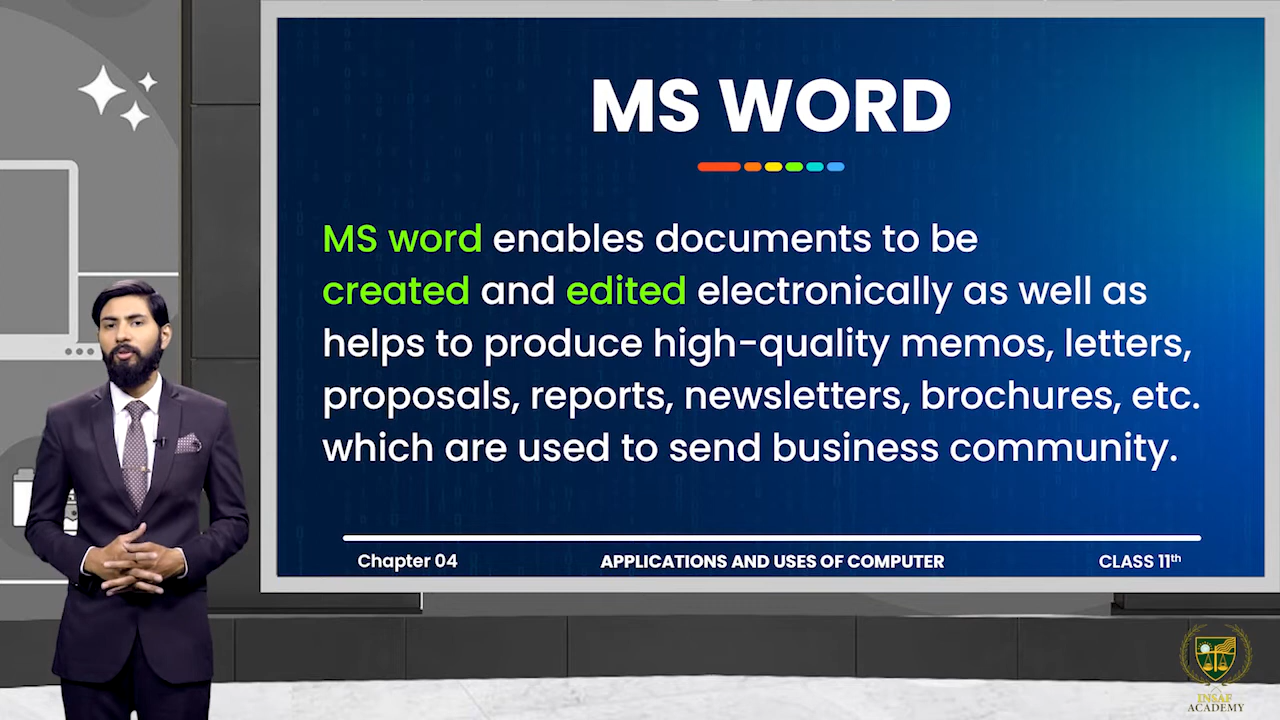 MS WORD
MS word enables documents to be
created and edited electronically as well as
helps to produce high-quality memos, letters,
proposals, reports, newsletters, brochures, etc.
which are used to send business community.
Chapter 04 APPLICATIONS AND USES OF COMPUTER CLASS 11th
INSAF
ACADEMY